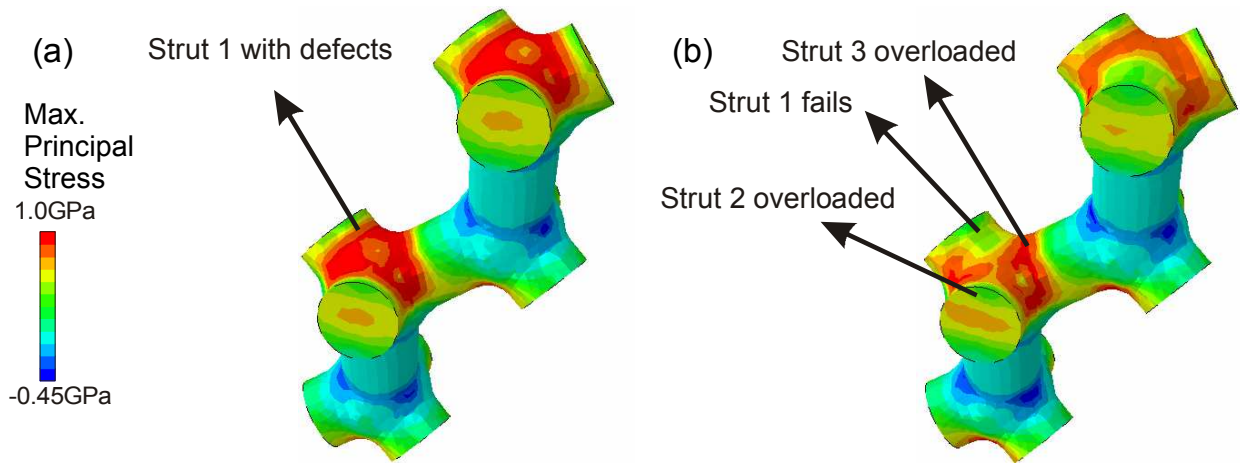 (a)
Strut 1 with defects
Max.
Principal
Stress
1.0GPa
-0.45GPa
(b)
Strut 3 overloaded
Strut 1 fails
Strut 2 overloaded